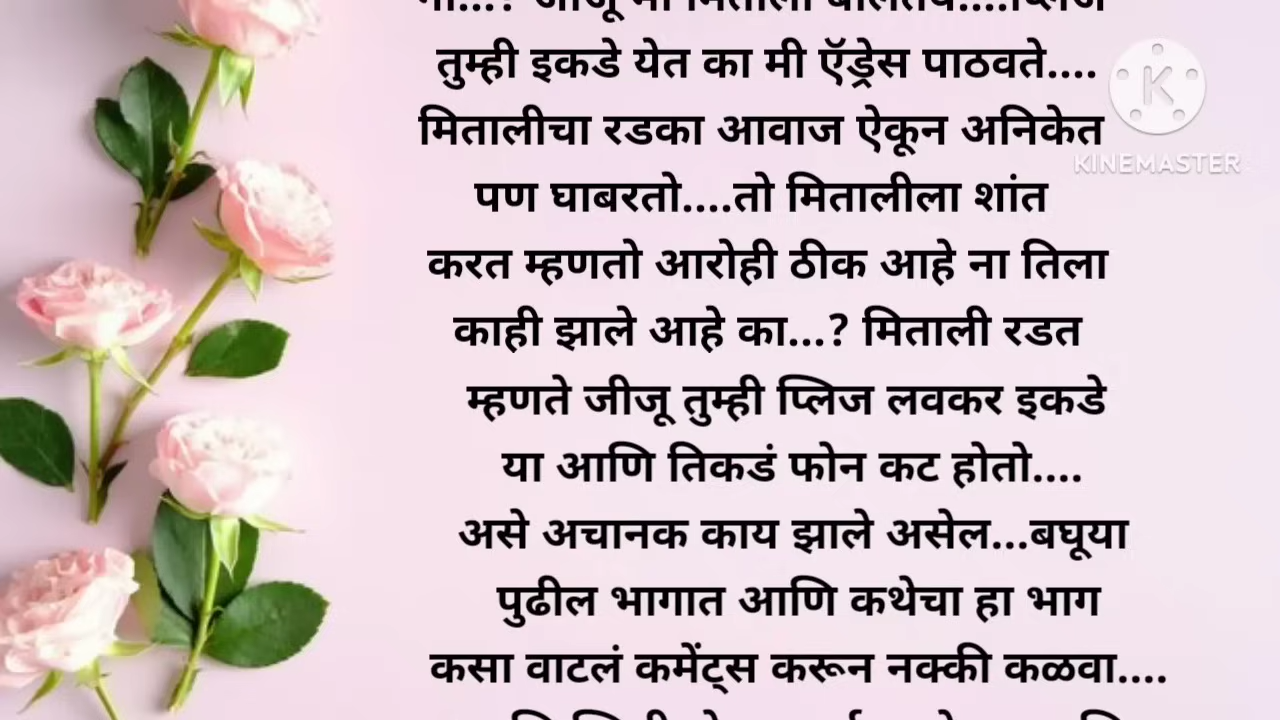 तुम्ही इकडे येत का मी ऍड्रेस पाठवते....
मितालीचा रडका आवाज ऐकून अनिकेत
पण घाबरतो....तो मितालीला शांत
करत म्हणतो आरोही ठीक आहे ना तिला
काही झाले आहे का...? मिताली रडत
म्हणते जीजू तुम्ही प्लिज लवकर इकडे
या आणि तिकडं फोन कट होतो....
असे अचानक काय झाले असेल...बघूया
पुढील भागात आणि कथेचा हा भाग
कसा वाटलं कमेंट्स करून नक्की कळवा....
K
KINEMASTER